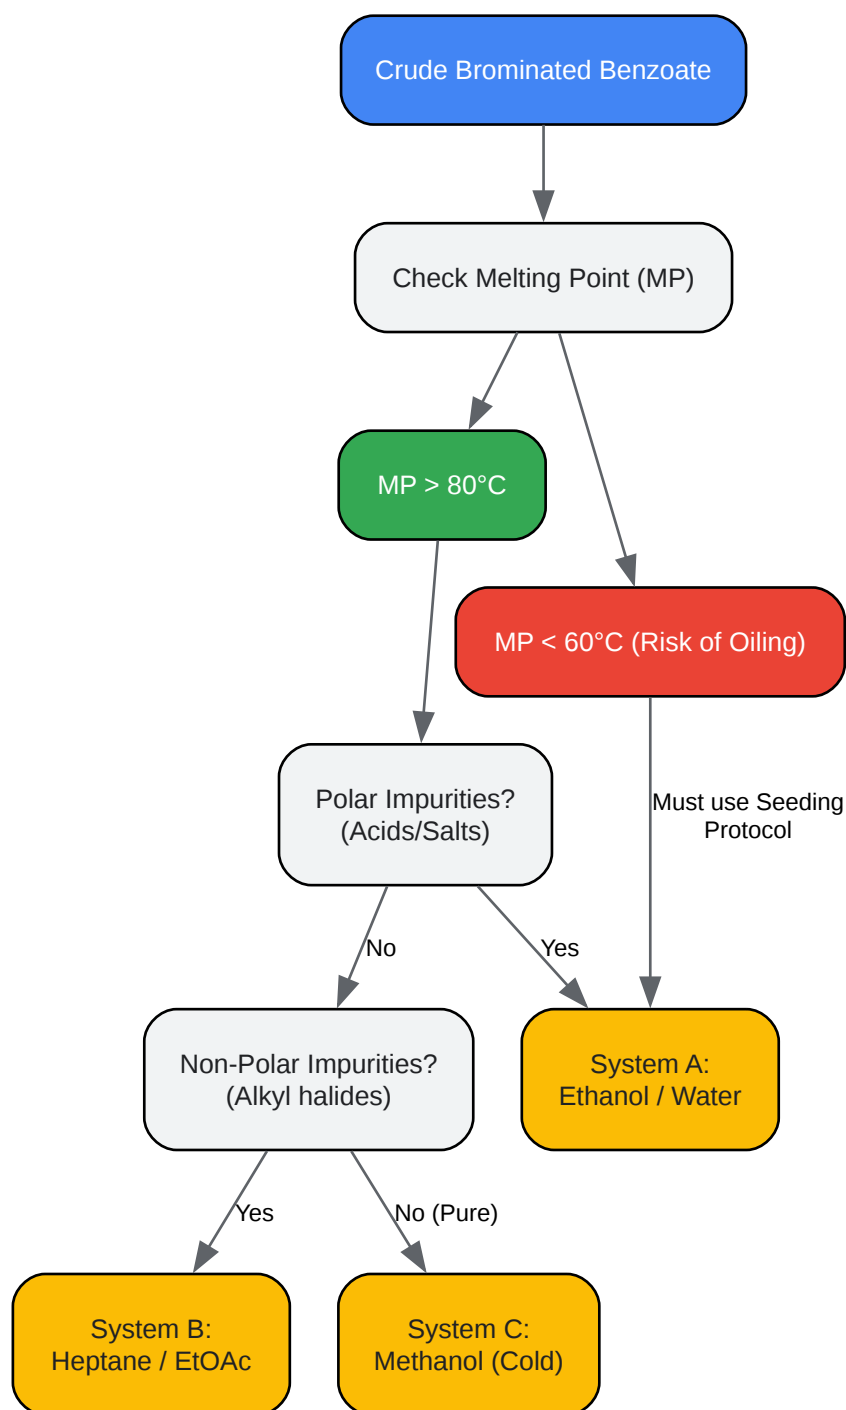 Crude Brominated Benzoate
Check Melting Point (MP)
MP > 80°C
MP < 60°C (Risk of Oiling)
Polar Impurities?
(Acids/Salts)
Must use Seeding
Protocol
No
Yes
Non-Polar Impurities?
(Alkyl halides)
System A:
Ethanol / Water
Yes
No (Pure)
System B:
Heptane / EtOAc
System C:
Methanol (Cold)